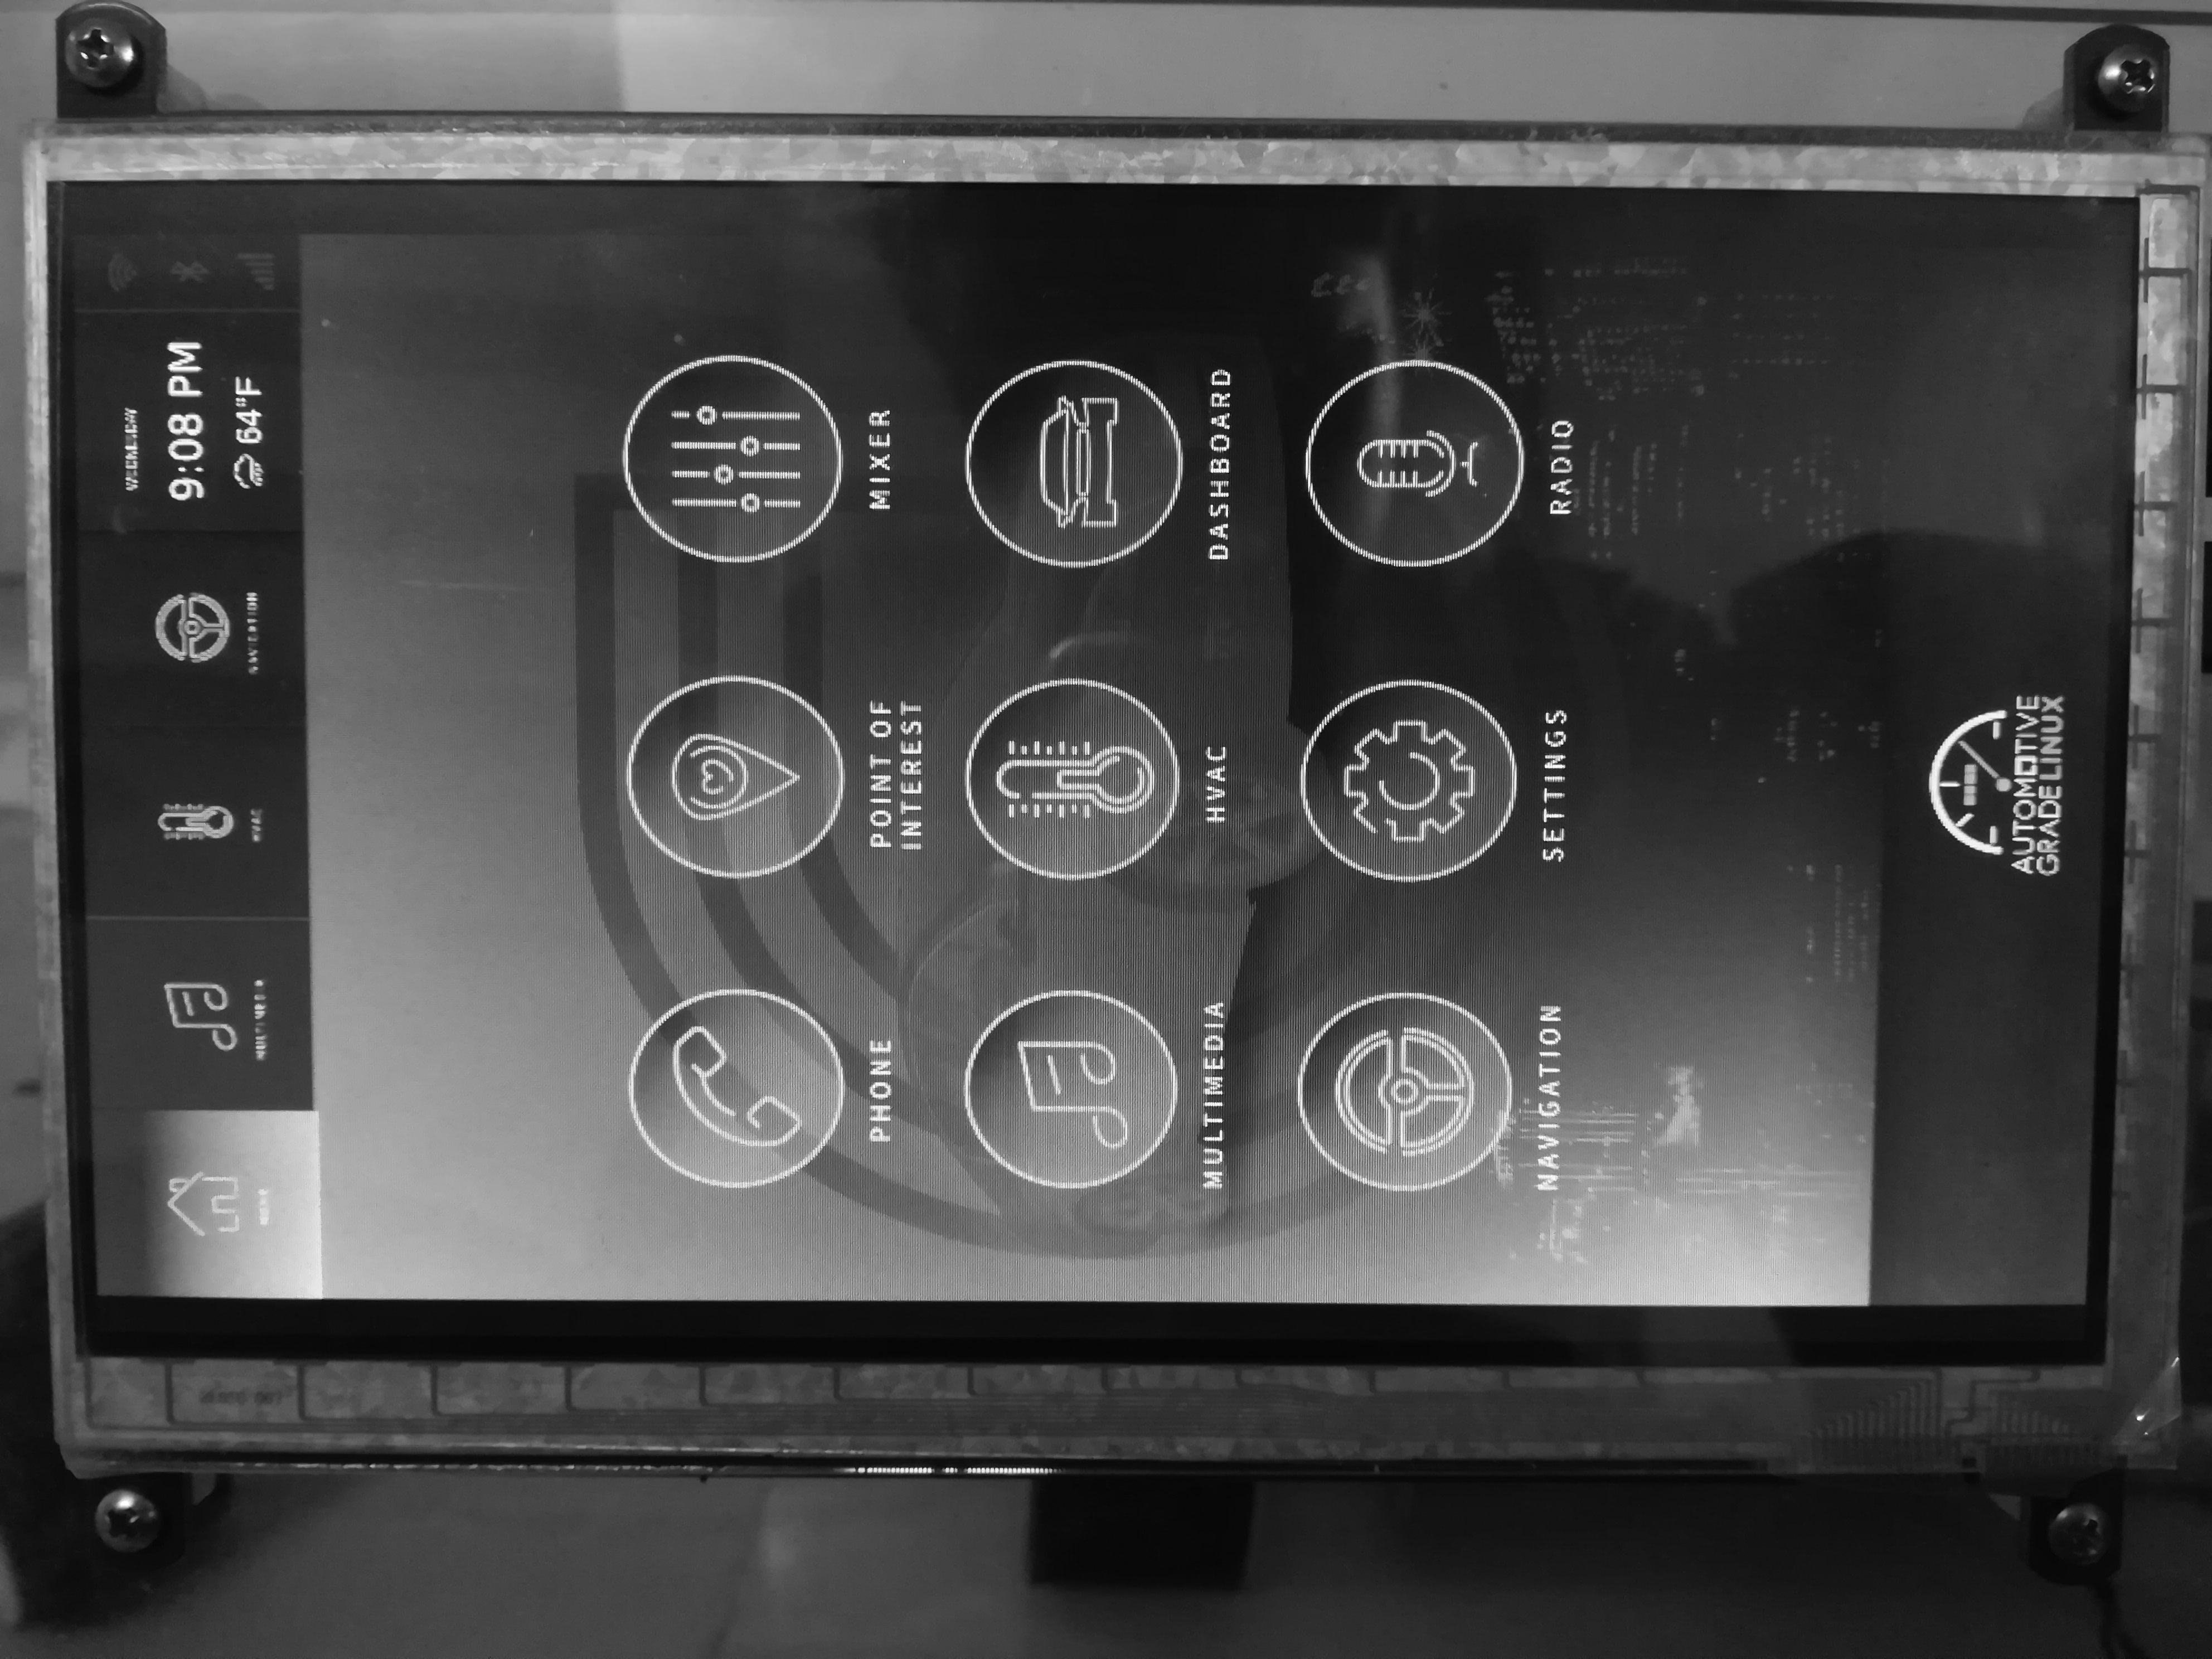 HOME
MULTIMEDIA
HVAC
NAVIGATION
WEDNESDAY
9:08 PM
64°F
PHONE
POINT OF
INTEREST
MIXER
MULTIMEDIA
HVAC
DASHBOARD
NAVIGATION
SETTINGS
RADIO
AUTOMOTIVE
GRADE LINUX